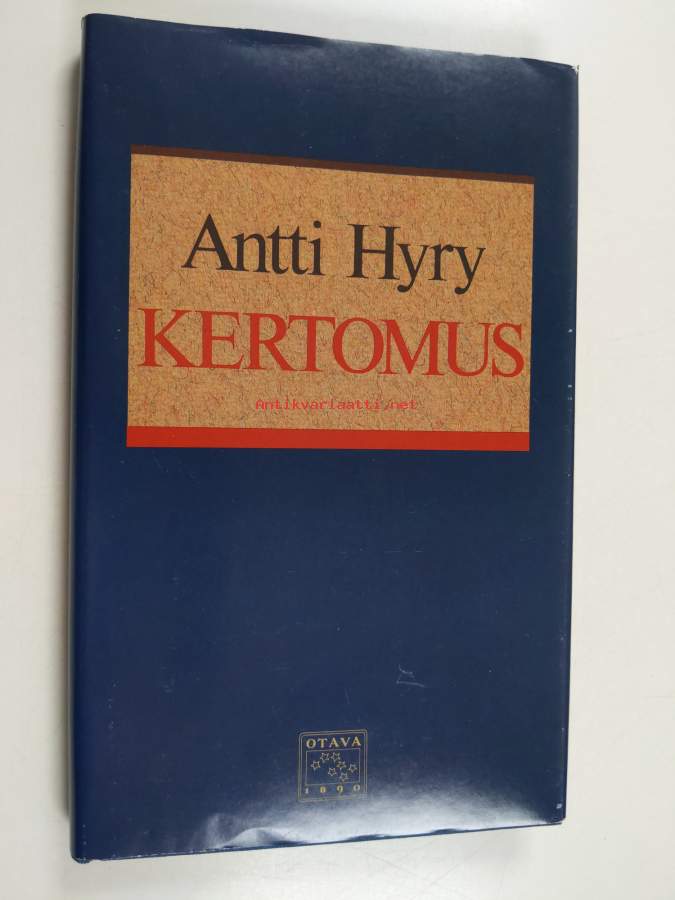 Antti Hyry
KERTOMUS
Antikvariaatti.net
OTAVA
1890